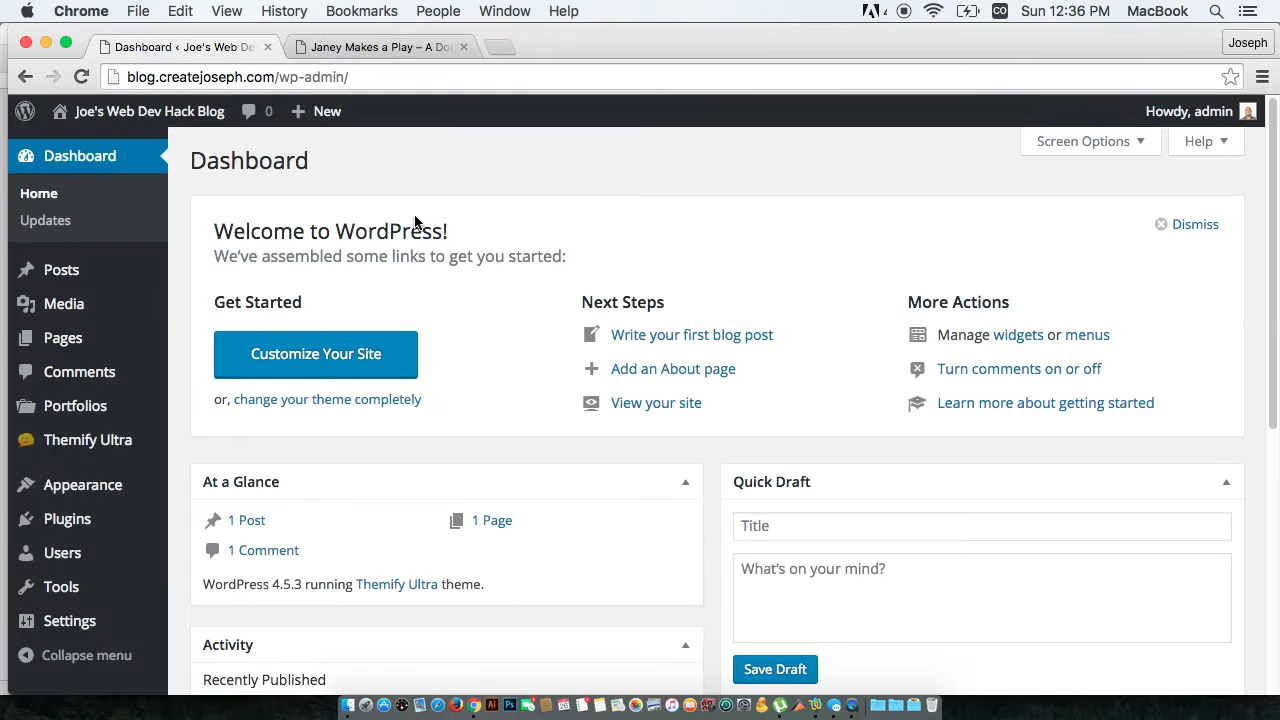 Chrome File Edit View History Bookmarks People Window Help 4 Sun 12:36 PM MacBook
Dashboard ‹ Joe's Web De × Janey Makes a Play – A Do × Joseph
blog.createjoseph.com/wp-admin/
Joe's Web Dev Hack Blog 0 New Howdy, admin
Dashboard
Home
Updates
Posts
Media
Pages
Comments
Portfolios
Themify Ultra
Appearance
Plugins
Users
Tools
Settings
Collapse menu
Screen Options Help
Dashboard
Welcome to WordPress!
Dismiss
We've assembled some links to get you started:
Get Started
Customize Your Site
or, change your theme completely
Next Steps
Write your first blog post
Add an About page
View your site
More Actions
Manage widgets or menus
Turn comments on or off
Learn more about getting started
At a Glance
1 Post 1 Page
1 Comment
WordPress 4.5.3 running Themify Ultra theme.
Activity
Recently Published
Quick Draft
Title
What's on your mind?
Save Draft